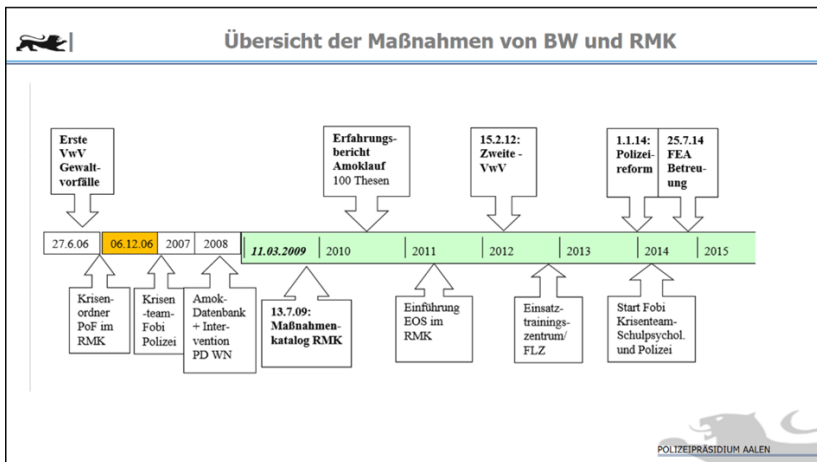 Übersicht der Maßnahmen von BW und RMK
Erste
VwV
Gewalt-
vorfälle
Erfahrungs-
bericht
Amoklauf
100 Thesen
15.2.12:
Zweite -
VwV
1.1.14:
Polizei-
reform
25.7.14
FEA
Betreu-
ung
27.6.06
06.12.06
2007
2008
11.03.2009
2010
2011
2012
2013
2014
2015
Krisen-
ordner
PoF im
RMK
Krisen
-team-
Fobi
Polizei
Amok-
Datenbank
+ Inter-
vention
PD WN
13.7.09:
Maßnahmen-
katalog RMK
Einführung
EOS im
RMK
Einsatz-
trainings-
zentrum/
FLZ
Start Fobi
Krisenteam-
Schulpsychol.
und Polizei
POLIZEIPRÄSIDIUM AALEN